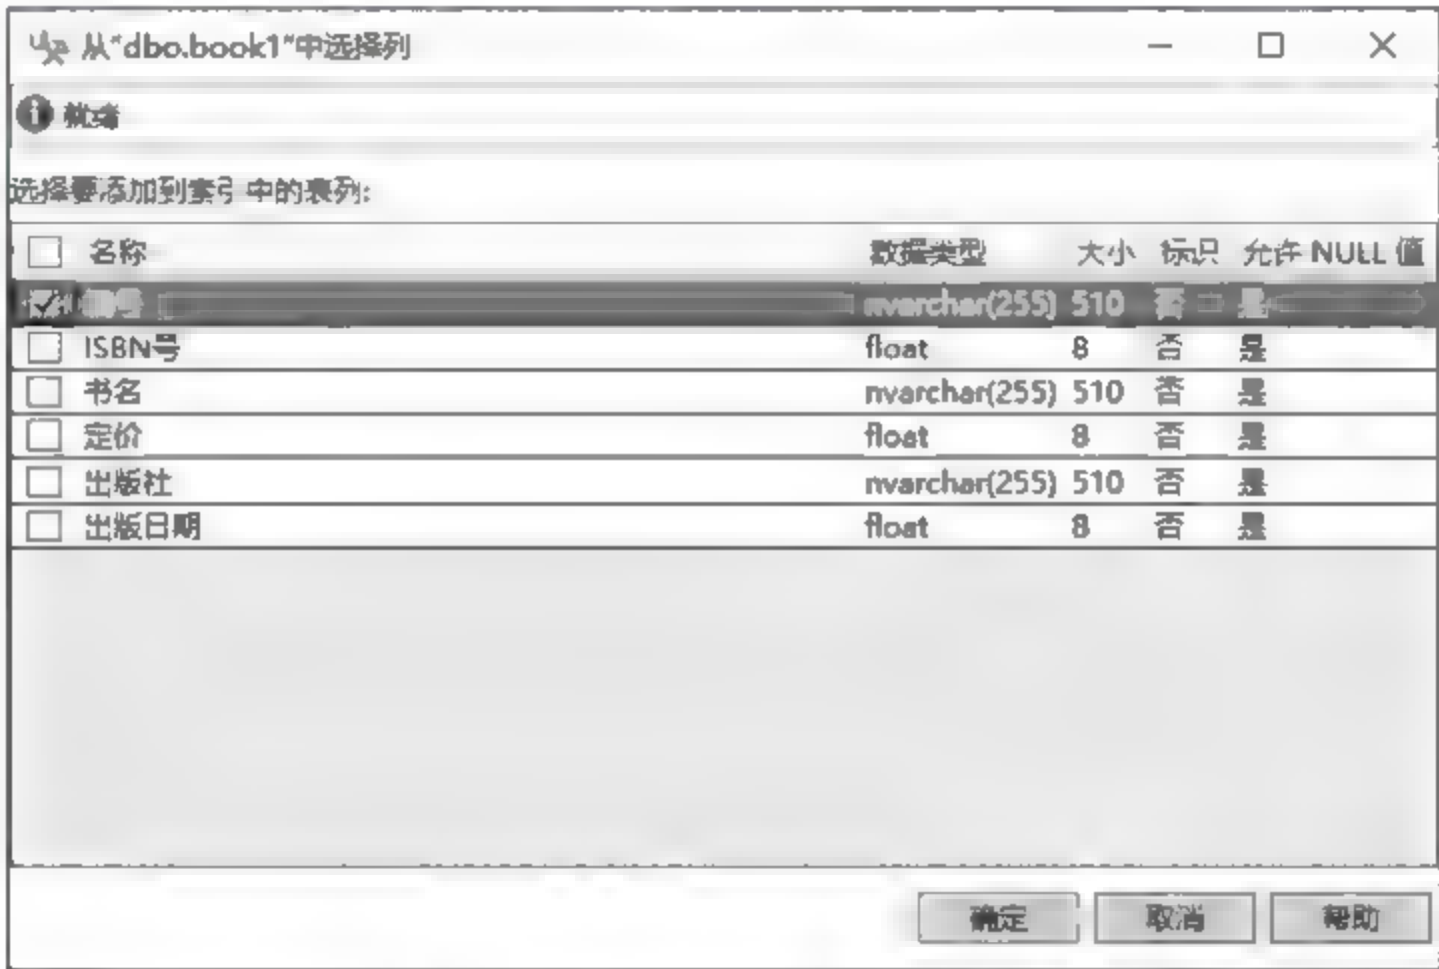 从"dbo.book1"中选择列
就绪
选择要添加到索引中的表列:
名称 数据类型 大小 标识 允许 NULL 值
nvarchar(255) 510 否 是
ISBN号 float 8 否 是
书名 nvarchar(255) 510 否 是
定价 float 8 否 是
出版社 nvarchar(255) 510 否 是
出版日期 float 8 否 是
确定 取消 帮助